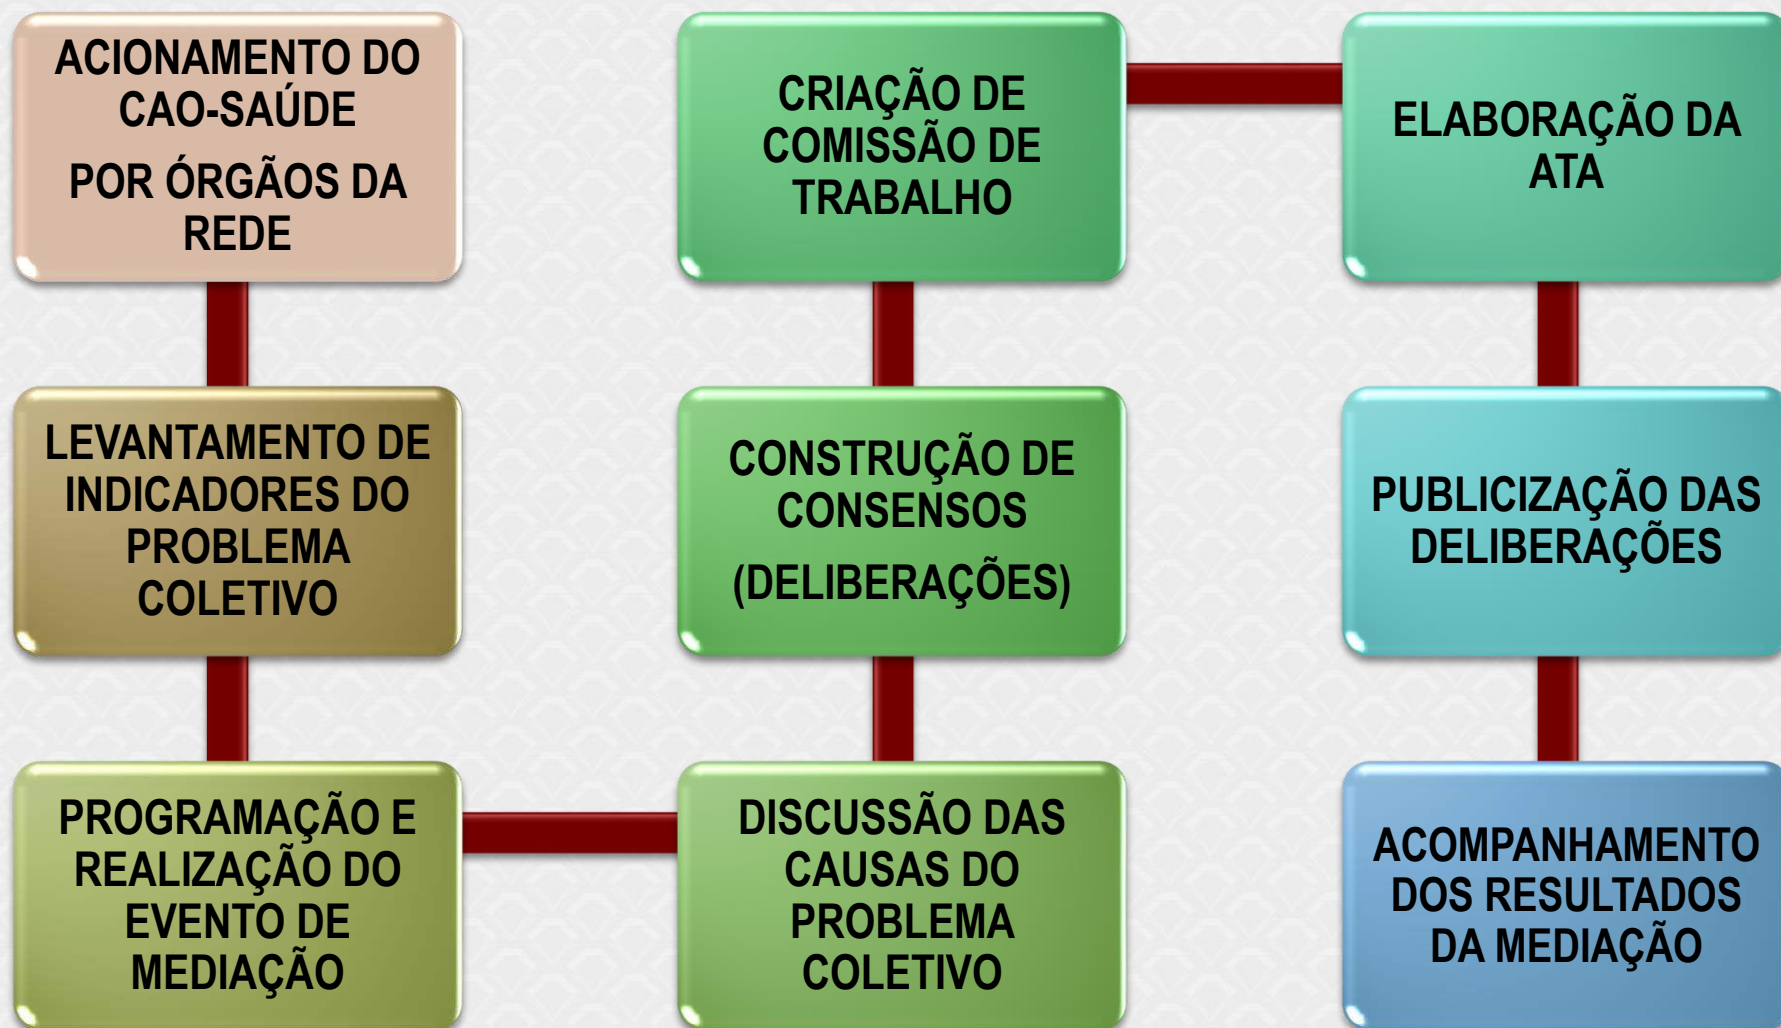 ACIONAMENTO DO
CAO-SAÚDE
POR ÓRGÃOS DA
REDE
LEVANTAMENTO DE
INDICADORES DO
PROBLEMA
COLETIVO
PROGRAMAÇÃO E
REALIZAÇÃO DO
EVENTO DE
MEDIAÇÃO
DISCUSSÃO DAS
CAUSAS DO
PROBLEMA
COLETIVO
CONSTRUÇÃO DE
CONSENSOS
(DELIBERAÇÕES)
CRIAÇÃO DE
COMISSÃO DE
TRABALHO
ELABORAÇÃO DA
ATA
PUBLICIZAÇÃO DAS
DELIBERAÇÕES
ACOMPANHAMENTO
DOS RESULTADOS
DA MEDIAÇÃO